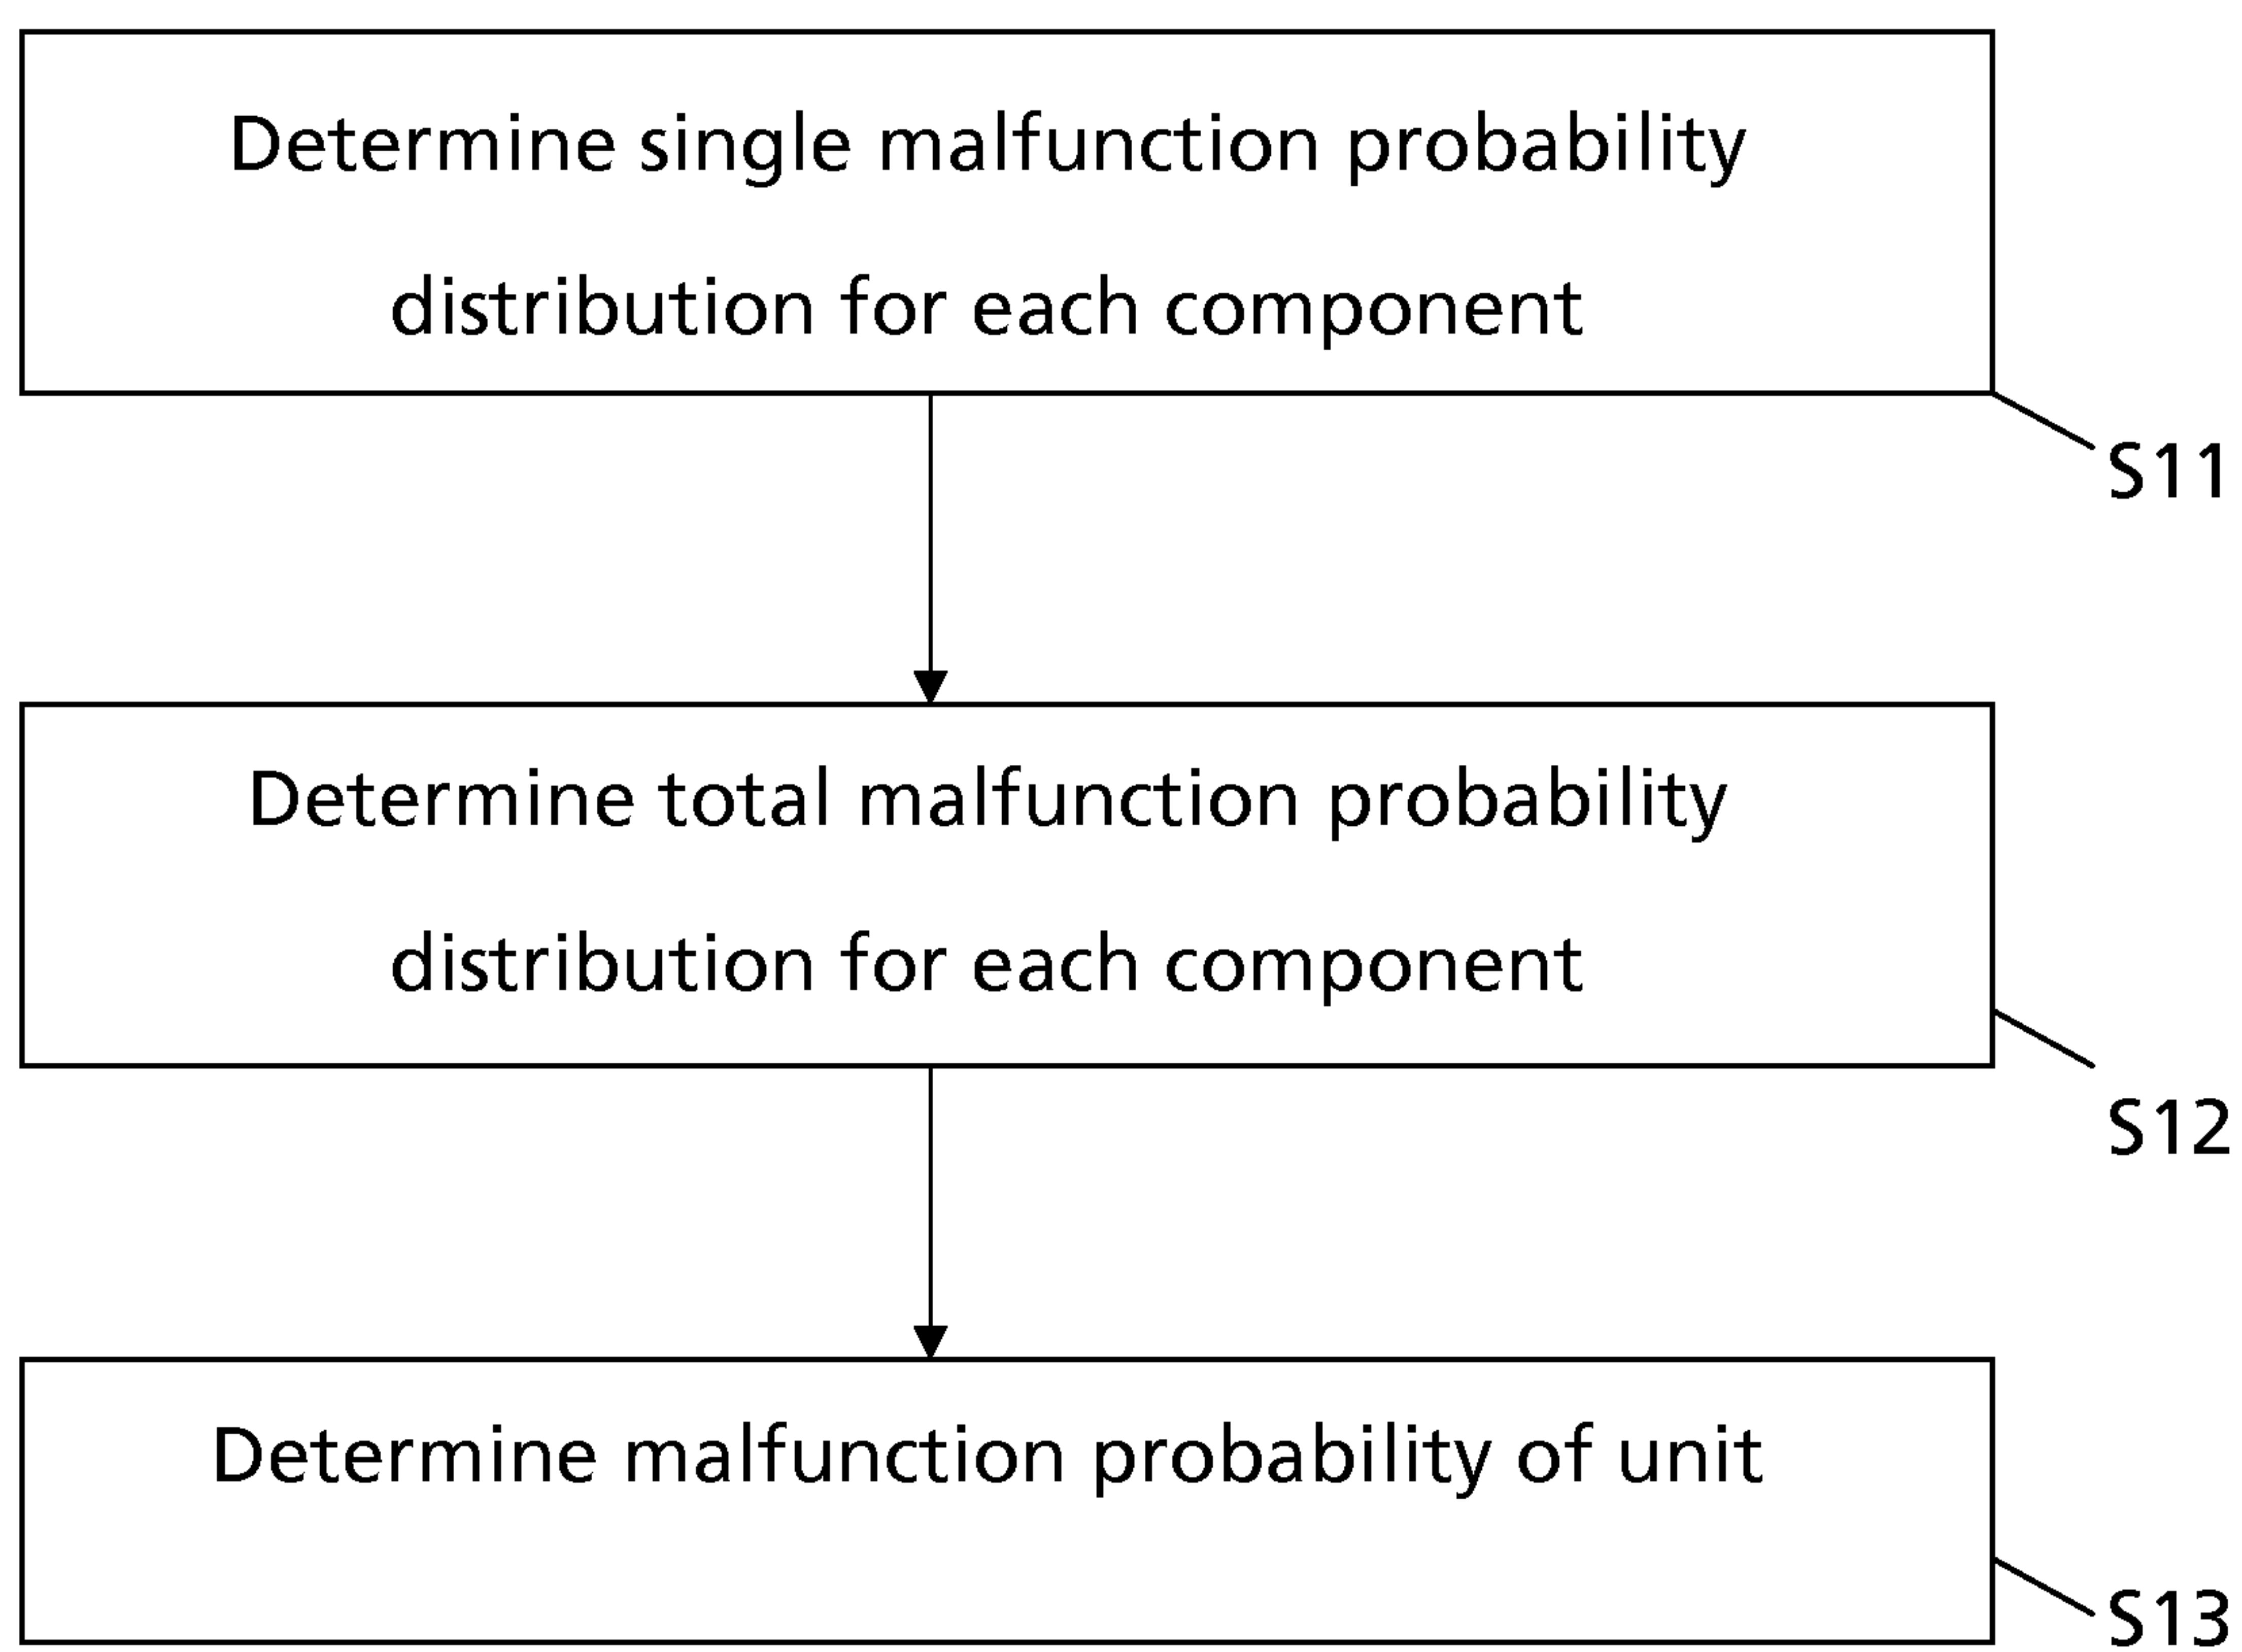 Determine single malfunction probability
distribution for each component
S11
Determine total malfunction probability
distribution for each component
S12
Determine malfunction probability of unit
S13